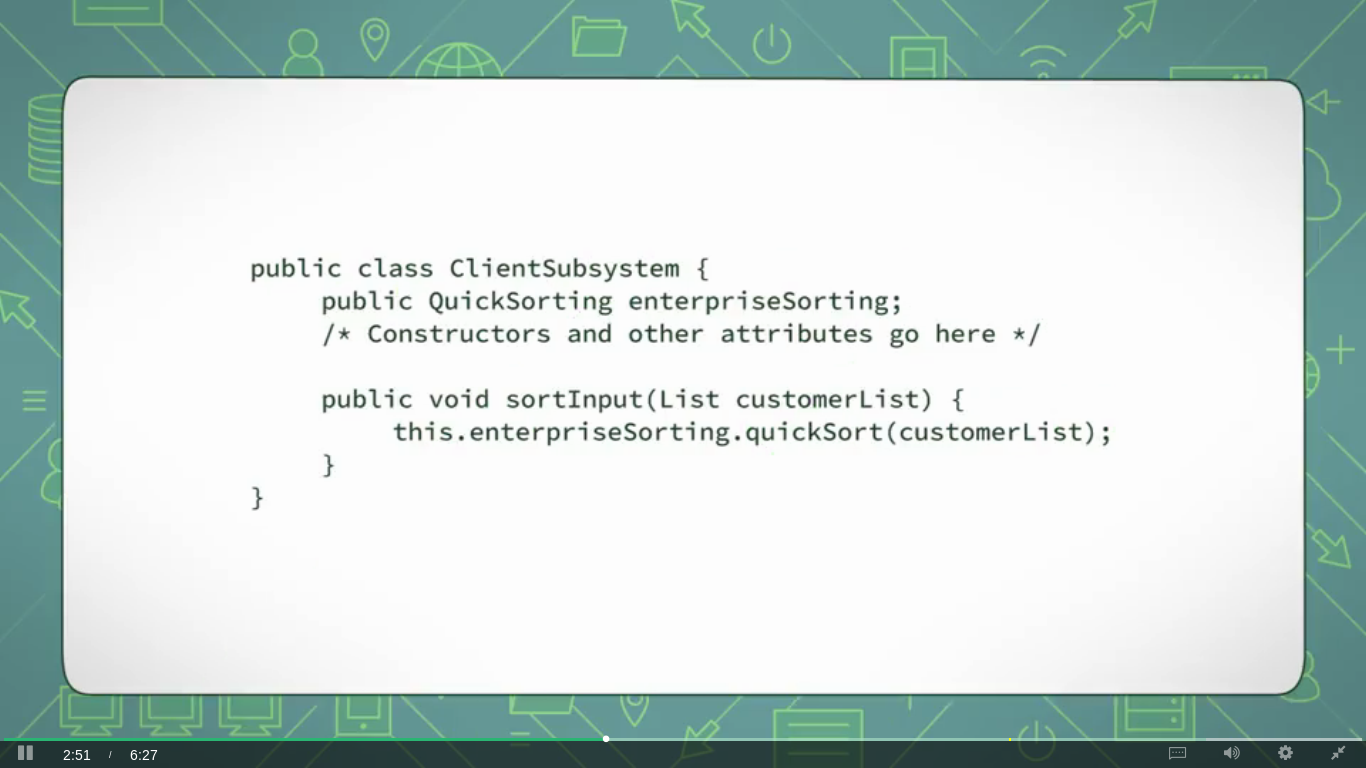 public class ClientSubsystem {
public QuickSorting enterpriseSorting;
/* Constructors and other attributes go here */
public void sortInput(List customerList) {
this.enterpriseSorting.quickSort(customerList);
}
}
2:51 / 6:27